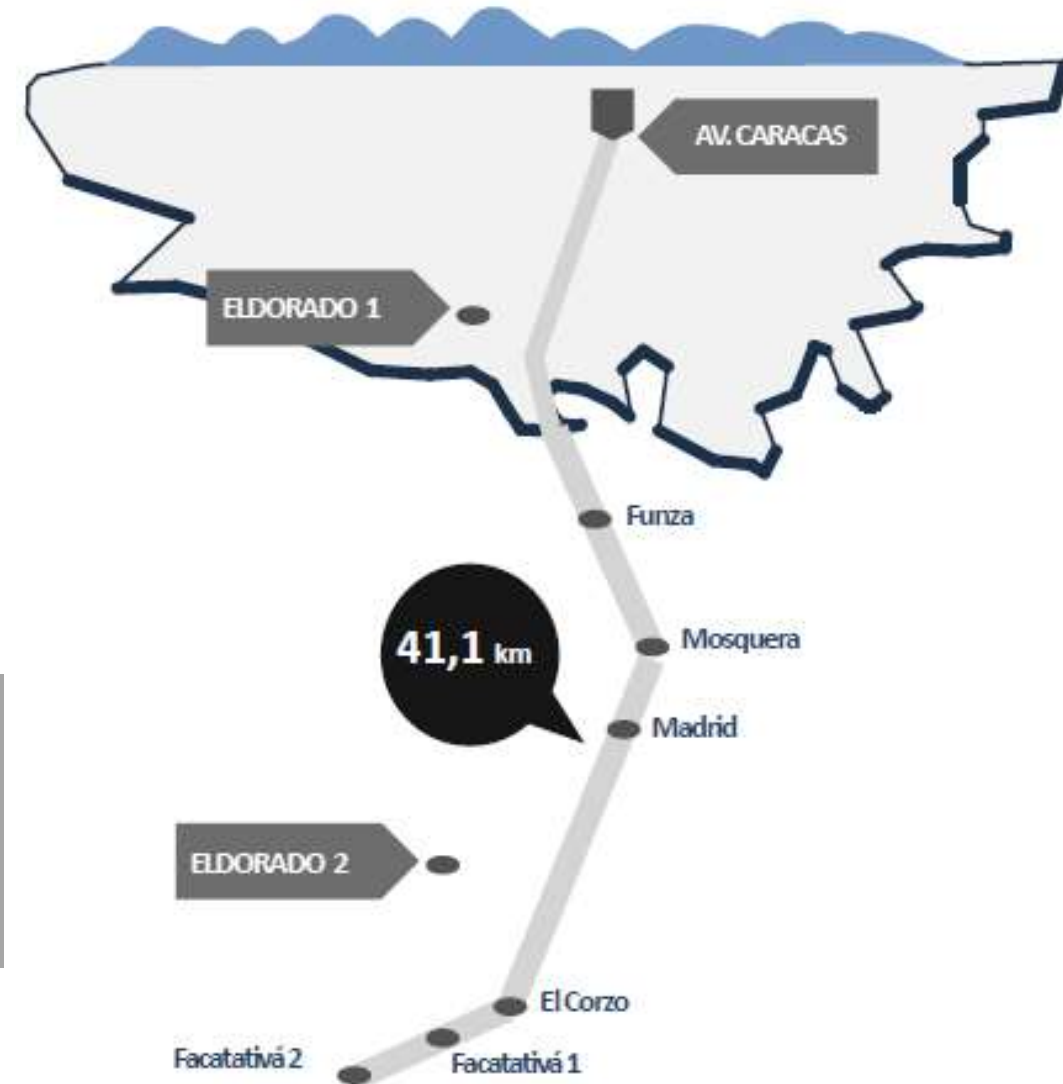 AV. CARACAS
ELDORADO 1
Funza
Mosquera
41,1 km
Madrid
ELDORADO 2
El Corzo
Facatativá 2
Facatativá 1